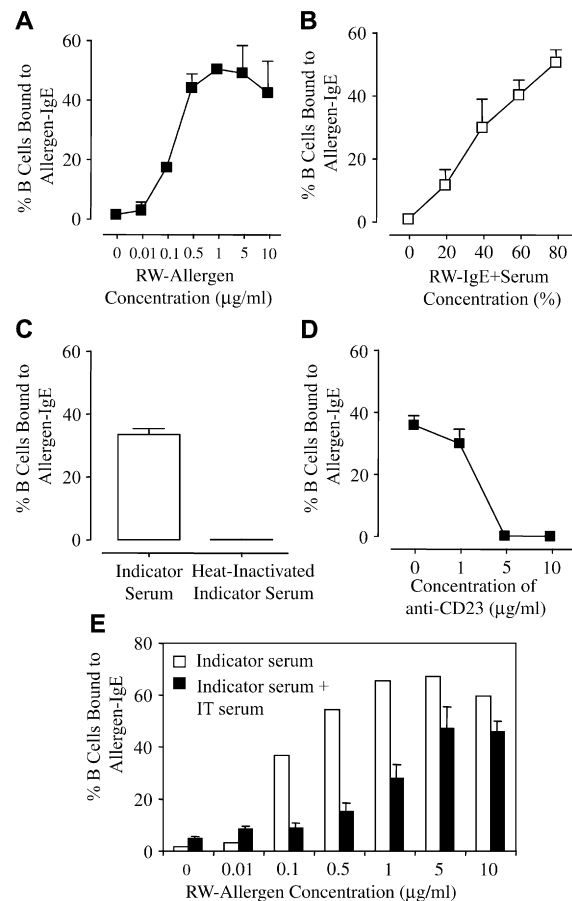 A
% B Cells Bound to
Allergen-IgE
60
40
20
0
0 0.01 0.1 0.5 1 5 10
RW-Allergen
Concentration (μg/ml)
B
% B Cells Bound to
Allergen-IgE
60
40
20
0
0 20 40 60 80
RW-IgE+Serum
Concentration (%)
C
% B Cells Bound to
Allergen-IgE
60
40
20
0
Indicator Heat-Inactivated
Serum Indicator Serum
D
% B Cells Bound to
Allergen-IgE
60
40
20
0
0 1 5 10
Concentration of
anti-CD23 (μg/ml)
E
% B Cells Bound to
Allergen-IgE
80
60
40
20
0
Indicator serum
Indicator serum +
IT serum
0 0.01 0.1 0.5 1 5 10
RW-Allergen Concentration (μg/ml)